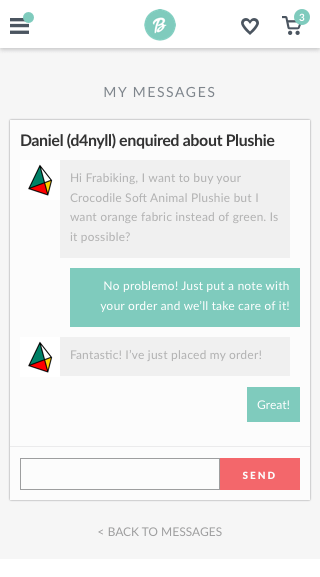 B
3
MY MESSAGES
Daniel (d4nyll) enquired about Plushie
Hi Frabiking, I want to buy your
Crocodile Soft Animal Plushie but I
want orange fabric instead of green. Is
it possible?
No problemo! Just put a note with
your order and we'll take care of it!
Fantastic! I've just placed my order!
Great!
SEND
< BACK TO MESSAGES